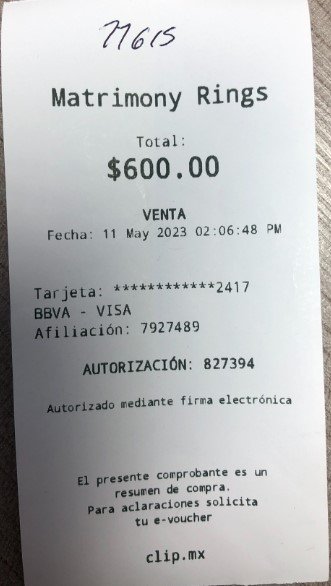 77615
Matrimony Rings
Total:
$600.00
VENTA
Fecha: 11 May 2023 02:06:48 PM
Tarjeta: ************2417
BBVA - VISA
Afiliación: 7927489
AUTORIZACIÓN: 827394
Autorizado mediante firma electrónica
El presente comprobante es un
resumen de compra.
Para aclaraciones solicita
tu e-voucher
clip.mx